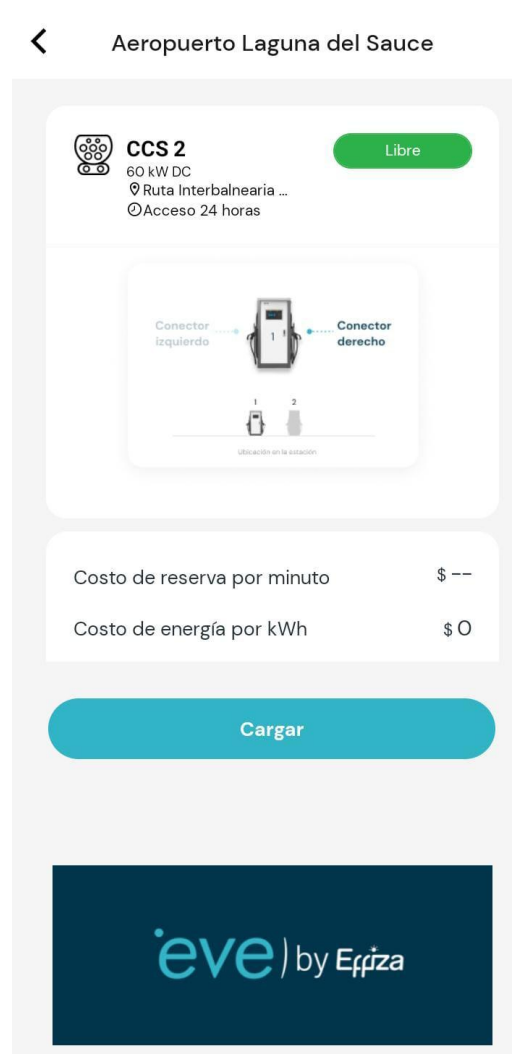 Aeropuerto Laguna del Sauce
CCS 2
Libre
60 kW DC
Ruta Interbalnearia ...
Acceso 24 horas
Conector izquierdo
1
Conector derecho
1 2
Ubicación en la estación
Costo de reserva por minuto $ --
Costo de energía por kWh $ 0
Cargar
eve) by Effiza